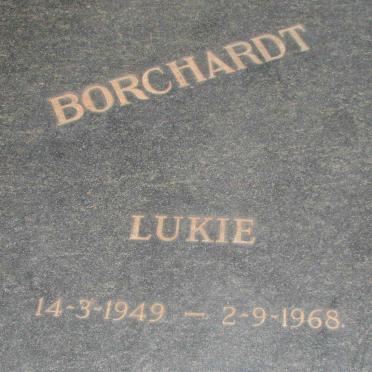 BORCHARDT
LUKIE
14-3-1949 — 2-9-1968.